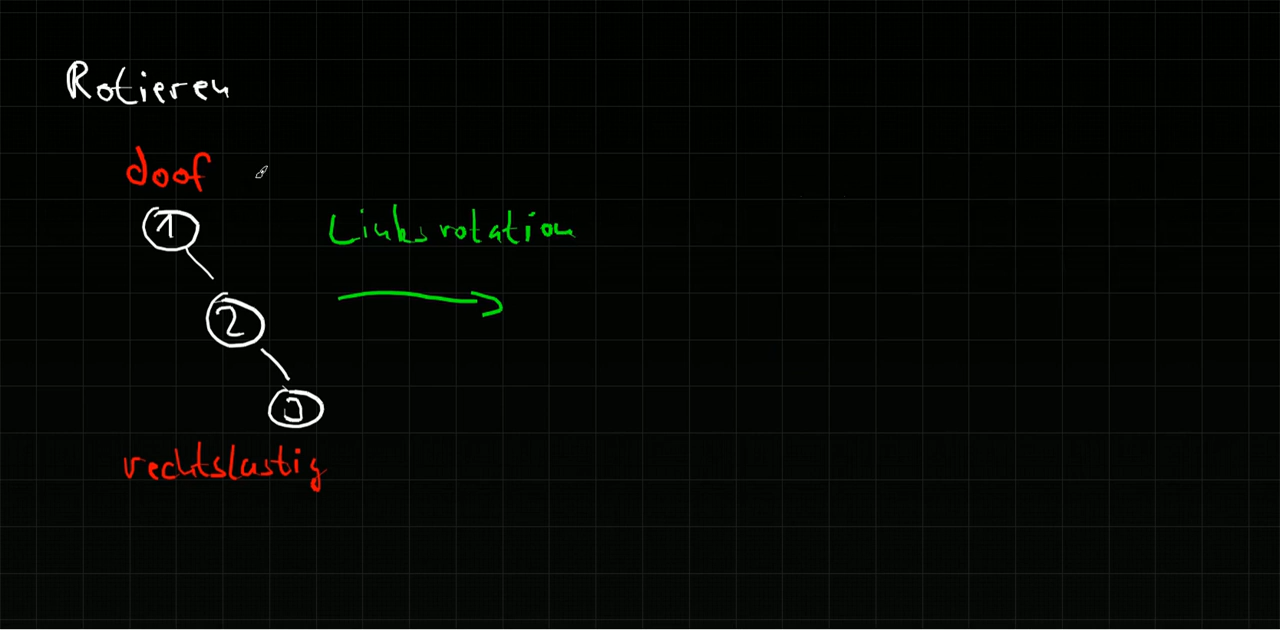 Rotieren
doof
1
Linksrotation
2
3
rechtslastig